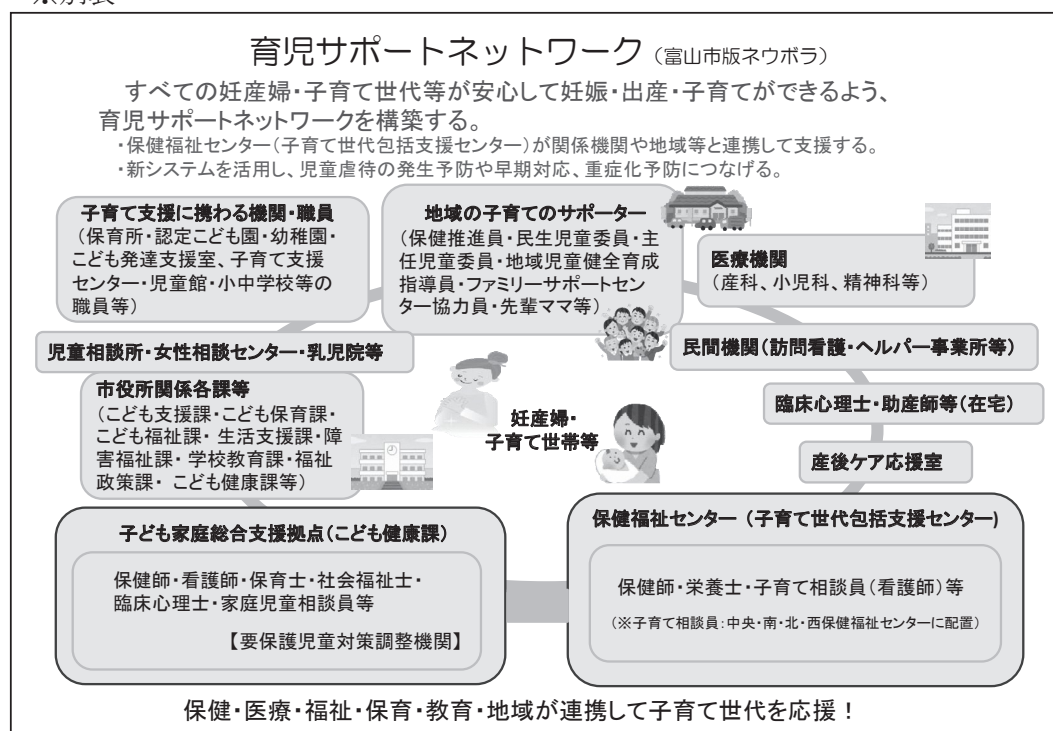 育児サポートネットワーク（富山市版ネウボラ）
すべての妊産婦・子育て世代等が安心して妊娠・出産・子育てができるよう、
育児サポートネットワークを構築する。
・保健福祉センター（子育て世代包括支援センター）が関係機関や地域等と連携して支援する。
・新システムを活用し、児童虐待の発生予防や早期対応、重症化予防につなげる。
子育て支援に携わる機関・職員
（保育所・認定こども園・幼稚園・
こども発達支援室、子育て支援
センター・児童館・小中学校等の
職員等）
地域の子育てのサポーター
（保健推進員・民生児童委員・主
任児童委員・地域児童健全育成
指導員・ファミリーサポートセン
ター協力員・先輩ママ等）
医療機関
（産科、小児科、精神科等）
児童相談所・女性相談センター・乳児院等
民間機関（訪問看護・ヘルパー事業所等）
市役所関係各課等
（こども支援課・こども保育課・
こども福祉課・ 生活支援課・障
害福祉課・ 学校教育課・福祉
政策課・ こども健康課等）
妊産婦・
子育て世帯等
臨床心理士・助産師等（在宅）
産後ケア応援室
子ども家庭総合支援拠点（こども健康課）
保健師・看護師・保育士・社会福祉士・
臨床心理士・家庭児童相談員等
【要保護児童対策調整機関】
保健福祉センター （子育て世代包括支援センター）
保健師・栄養士・子育て相談員（看護師）等
（※子育て相談員：中央・南・北・西保健福祉センターに配置）
保健・医療・福祉・保育・教育・地域が連携して子育て世代を応援！